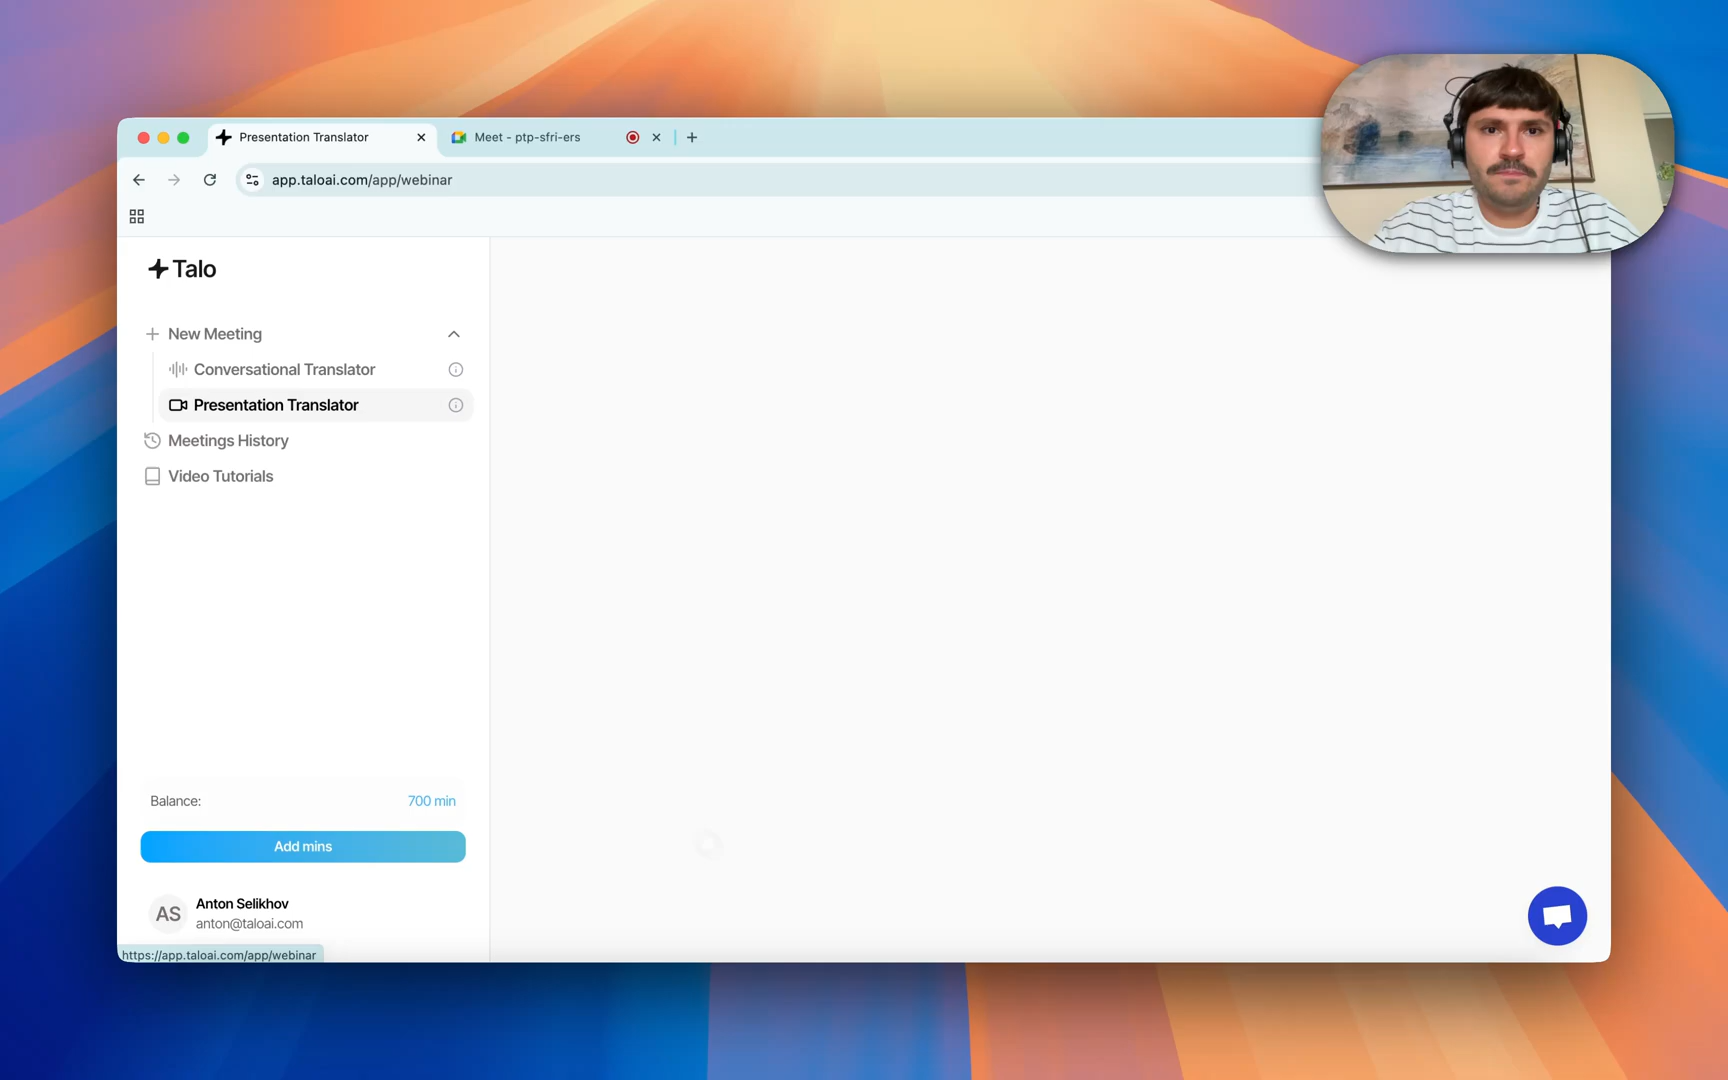 Presentation Translator
Meet - ptp-sfri-ers
app.taloai.com/app/webinar
Talo
New Meeting
Conversational Translator
Presentation Translator
Meetings History
Video Tutorials
Balance: 700 min
Add mins
AS
Anton Selikhov
anton@taloai.com
https://app.taloai.com/app/webinar